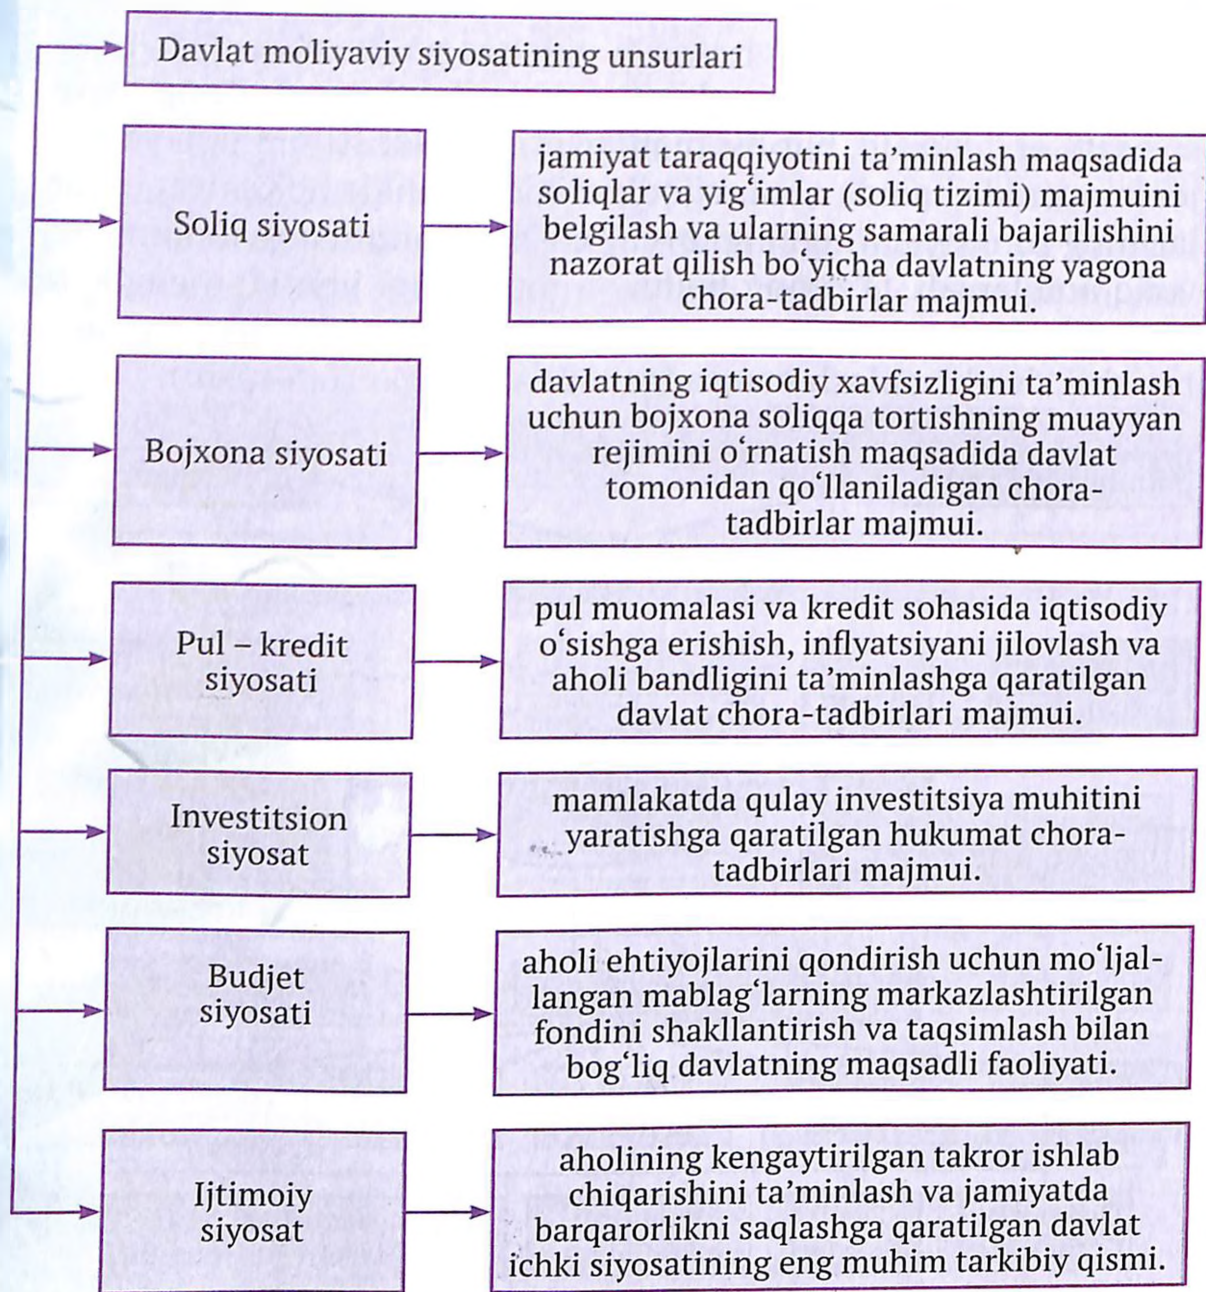 Davlat moliyaviy siyosatining unsurlari
Soliq siyosati
jamiyat taraqqiyotini ta’minlash maqsadida
soliqlar va yig‘imlar (soliq tizimi) majmuini
belgilash va ularning samarali bajarilishini
nazorat qilish bo‘yicha davlatning yagona
chora-tadbirlar majmui.
Bojxona siyosati
davlatning iqtisodiy xavfsizligini ta’minlash
uchun bojxona soliqqa tortishning muayyan
rejimini o‘rnatish maqsadida davlat
tomonidan qo‘llaniladigan chora-
tadbirlar majmui.
Pul – kredit
siyosati
pul muomalasi va kredit sohasida iqtisodiy
o‘sishga erishish, inflyatsiyani jilovlash va
aholi bandligini ta’minlashga qaratilgan
davlat chora-tadbirlari majmui.
Investitsion
siyosat
mamlakatda qulay investitsiya muhitini
yaratishga qaratilgan hukumat chora-
tadbirlari majmui.
Budjet
siyosati
aholi ehtiyojlarini qondirish uchun mo‘ljal-
langan mablag‘larning markazlashtirilgan
fondini shakllantirish va taqsimlash bilan
bog‘liq davlatning maqsadli faoliyati.
Ijtimoiy
siyosat
aholining kengaytirilgan takror ishlab
chiqarishini ta’minlash va jamiyatda
barqarorlikni saqlashga qaratilgan davlat
ichki siyosatining eng muhim tarkibiy qismi.